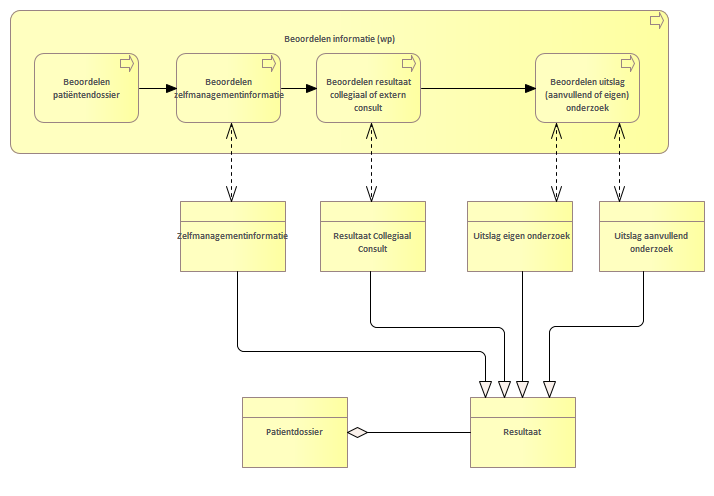 Beoordelen informatie (wp)
Beoordelen
patiëntendossier
Beoordelen
zelfmanagementinformatie
Beoordelen resultaat
collegiaal of extern
consult
Beoordelen uitslag
(aanvullend of eigen)
onderzoek
Zelfmanagementinformatie
Resultaat Collegiaal
Consult
Uitslag eigen onderzoek
Uitslag aanvullend
onderzoek
Patientdossier
Resultaat